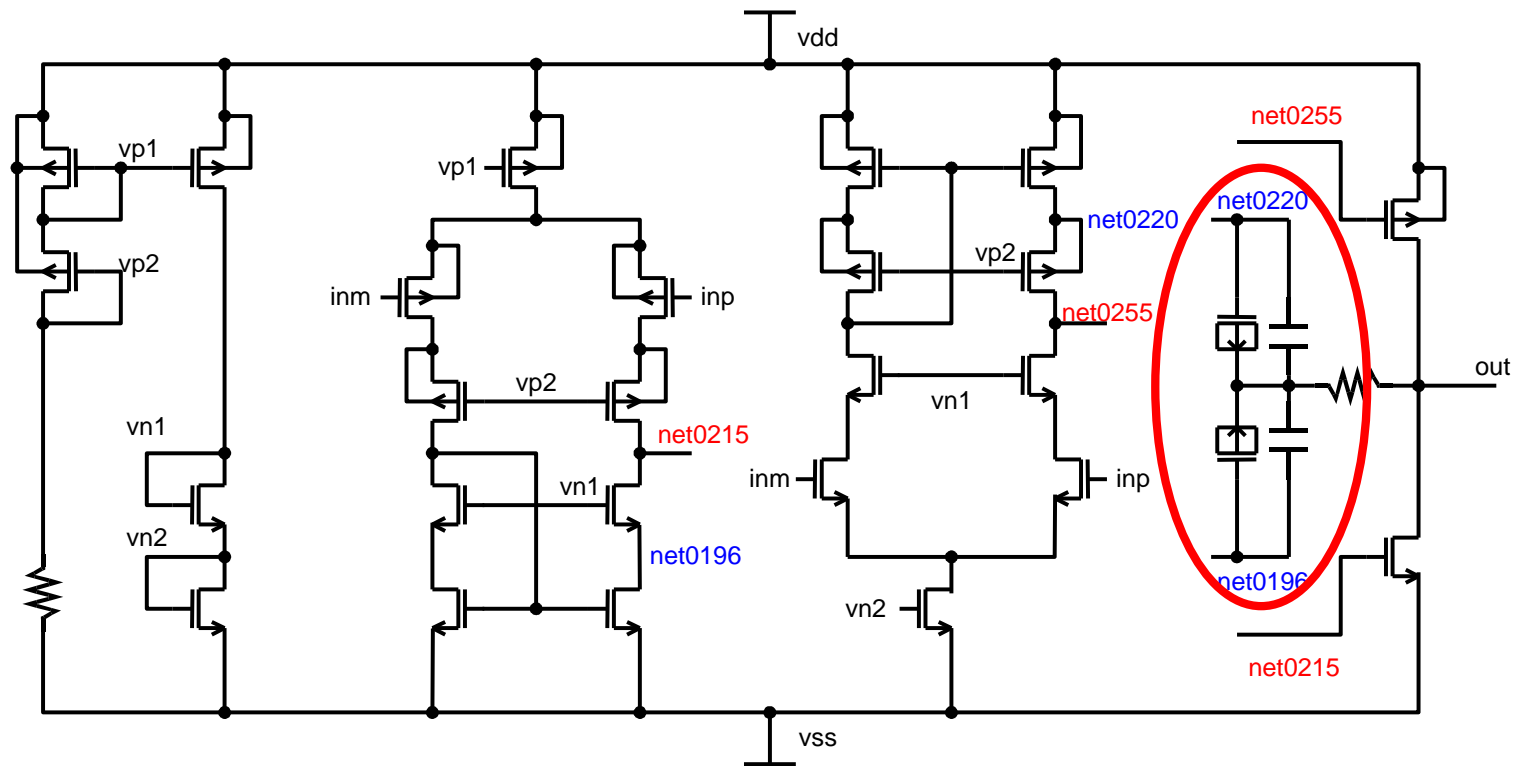 vdd
net0255
vp1
vp1
net0220
net0220
vp2
vp2
inm
inp
net0255
out
vp2
vn1
vn1
net0215
inm
inp
vn1
vn2
net0196
net0196
vn2
net0215
vss